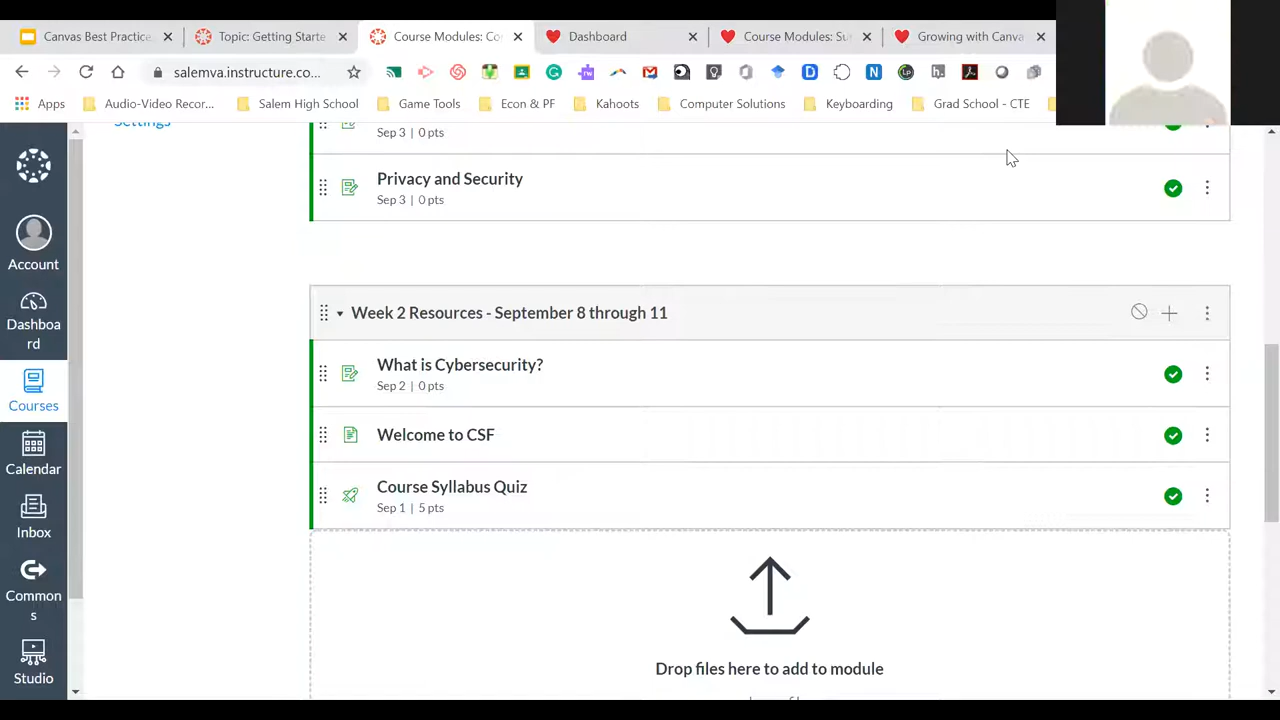 Canvas Best Practice
Topic: Getting Starte
Course Modules: Co
Dashboard
Course Modules: Su
Growing with Canva
salemva.instructure.co...
Apps
Audio-Video Recor...
Salem High School
Game Tools
Econ & PF
Kahoots
Computer Solutions
Keyboarding
Grad School - CTE
Settings
Account
Dashboa
rd
Courses
Calendar
Inbox
Common
s
Studio
Sep 3 | 0 pts
Privacy and Security
Sep 3 | 0 pts
Week 2 Resources - September 8 through 11
What is Cybersecurity?
Sep 2 | 0 pts
Welcome to CSF
Course Syllabus Quiz
Sep 1 | 5 pts
Drop files here to add to module